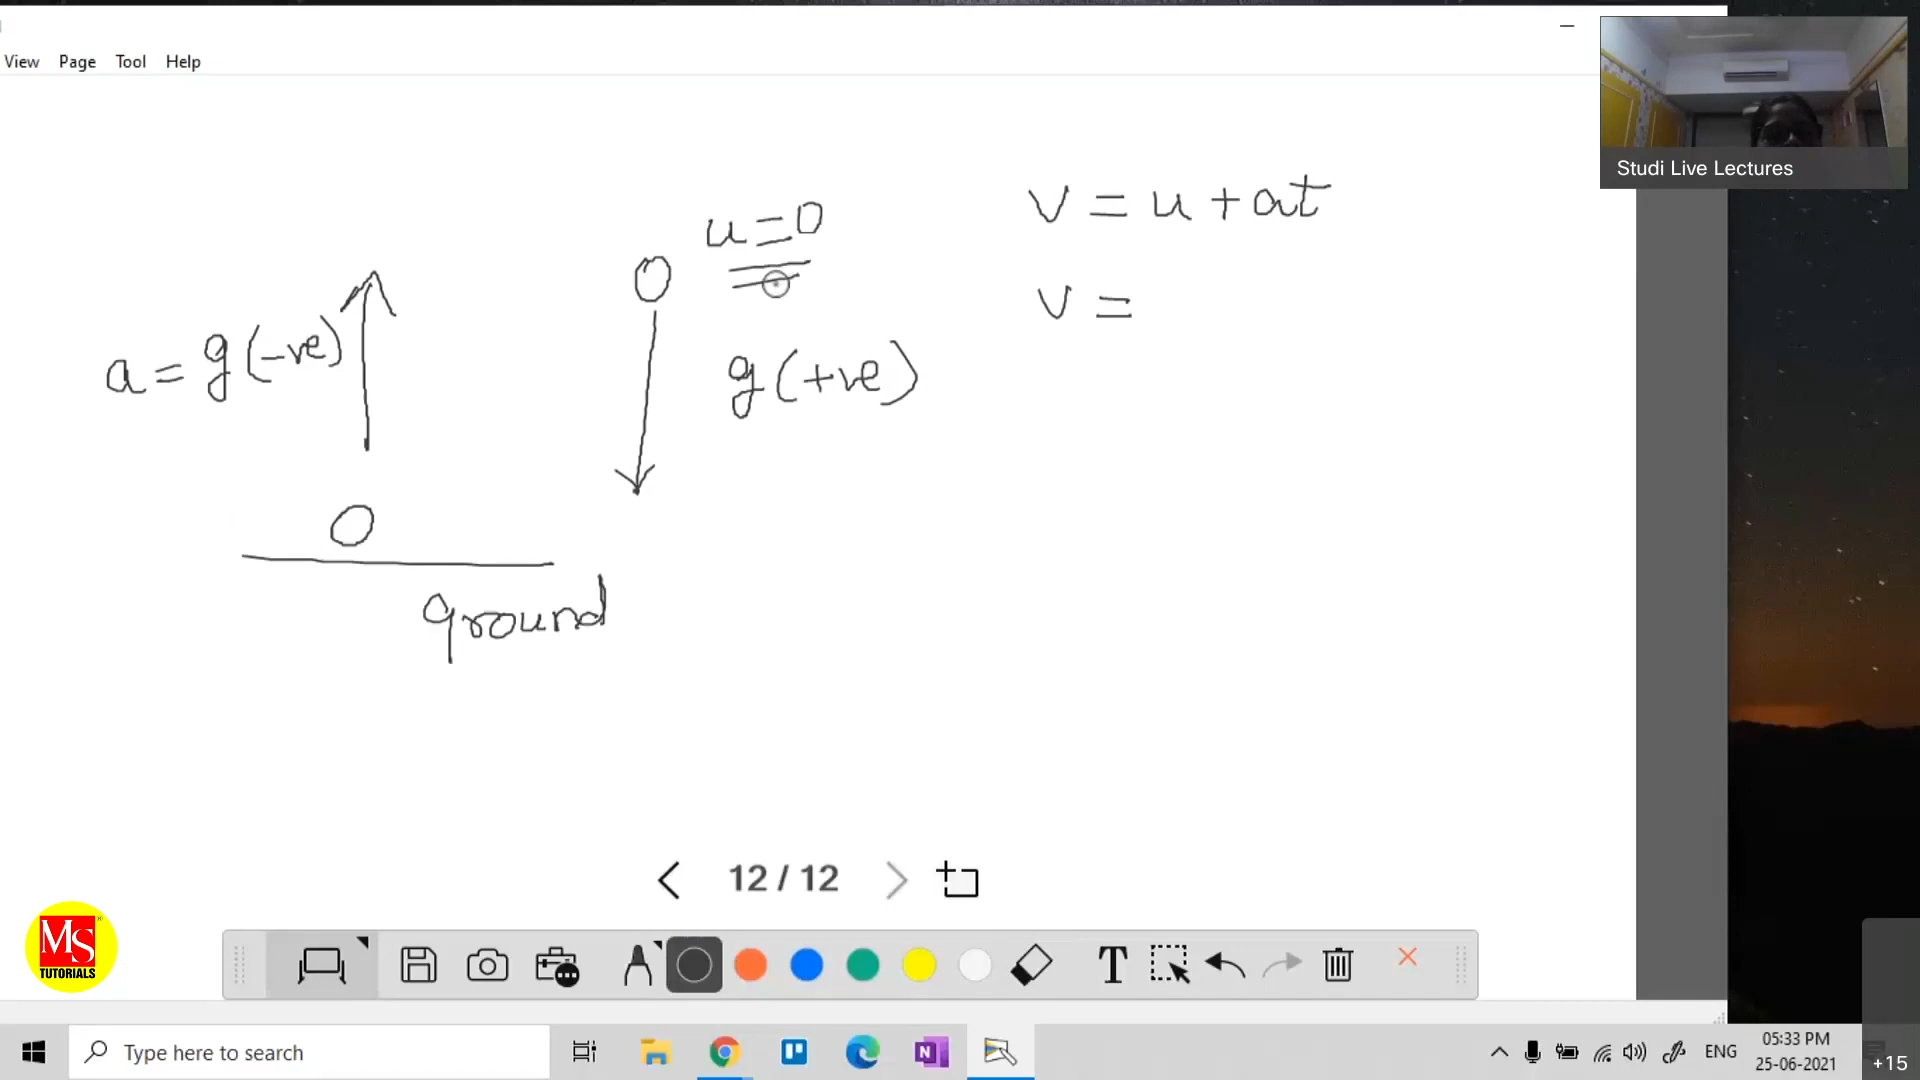 View Page Tool Help
Studi Live Lectures
u=0
v = u + at
v =
a = g (-ve)
g (+ve)
ground
12 / 12
MS
TUTORIALS
T
Type here to search
N
ENG
05:33 PM
25-06-2021
+15